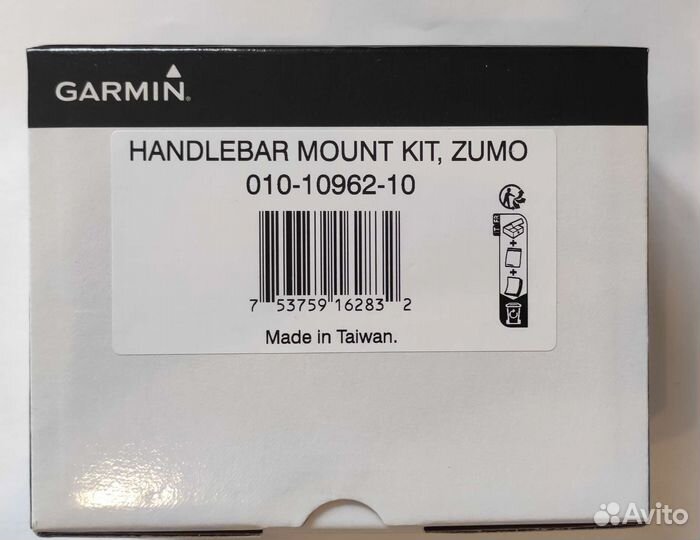 GARMIN®
HANDLEBAR MOUNT KIT, ZUMO
010-10962-10
7 53759 16283 2
Made in Taiwan.
Avito